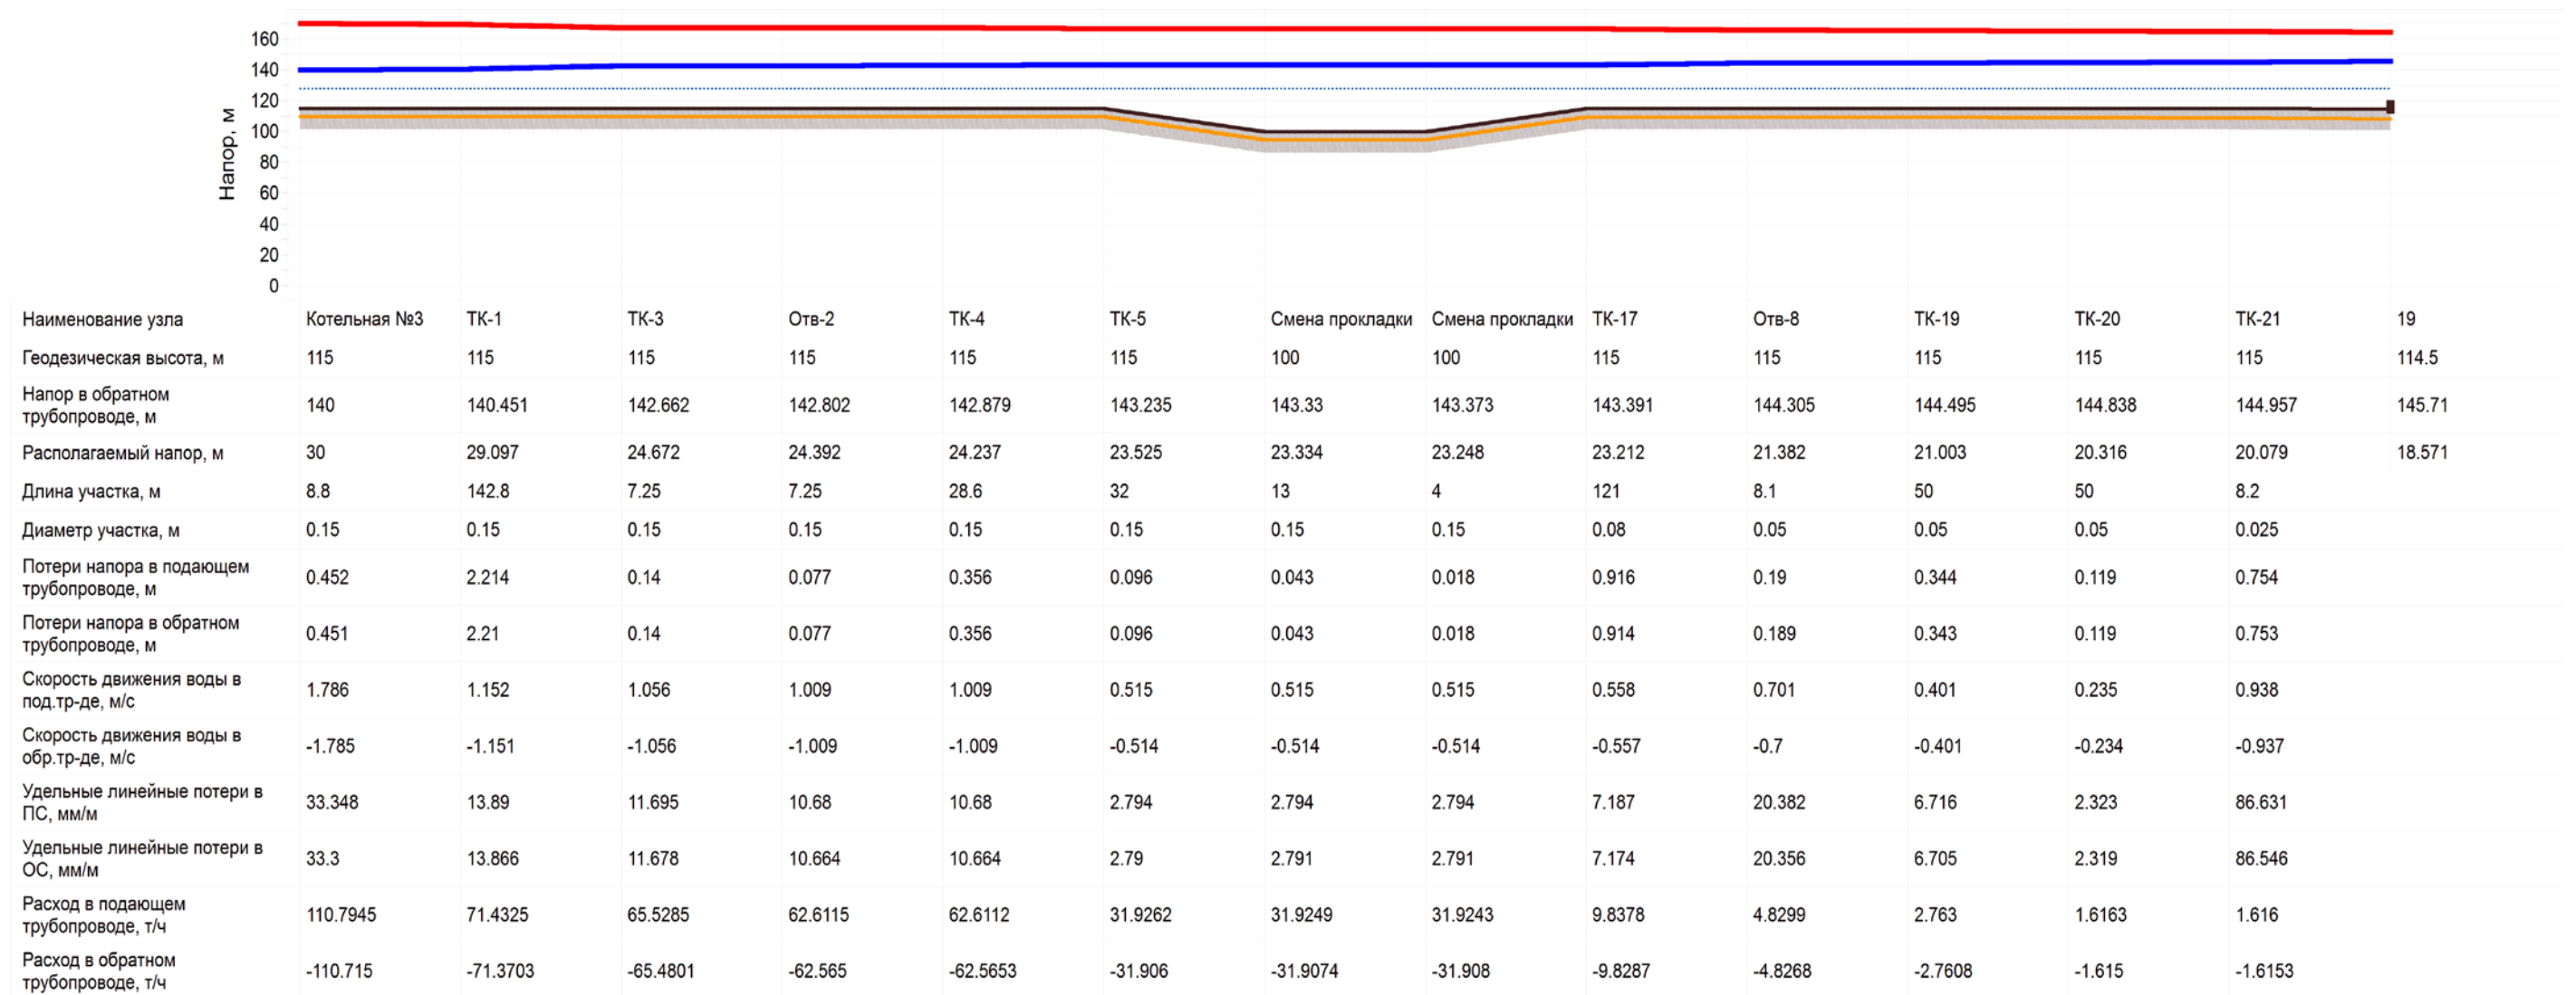 160
140
120
100
80
60
40
20
0
Напор, м
Наименование узла Котельная №3 ТК-1 ТК-3 Отв-2 ТК-4 ТК-5 Смена прокладки Смена прокладки ТК-17 Отв-8 ТК-19 ТК-20 ТК-21 19
Геодезическая высота, м 115 115 115 115 115 115 100 100 115 115 115 115 115 114.5
Напор в обратном
трубопроводе, м 140 140.451 142.662 142.802 142.879 143.235 143.33 143.373 143.391 144.305 144.495 144.838 144.957 145.71
Располагаемый напор, м 30 29.097 24.672 24.392 24.237 23.525 23.334 23.248 23.212 21.382 21.003 20.316 20.079 18.571
Длина участка, м 8.8 142.8 7.25 7.25 28.6 32 13 4 121 8.1 50 50 8.2
Диаметр участка, м 0.15 0.15 0.15 0.15 0.15 0.15 0.15 0.15 0.08 0.05 0.05 0.05 0.025
Потери напора в подающем
трубопроводе, м 0.452 2.214 0.14 0.077 0.356 0.096 0.043 0.018 0.916 0.19 0.344 0.119 0.754
Потери напора в обратном
трубопроводе, м 0.451 2.21 0.14 0.077 0.356 0.096 0.043 0.018 0.914 0.189 0.343 0.119 0.753
Скорость движения воды в
под.тр-де, м/с 1.786 1.152 1.056 1.009 1.009 0.515 0.515 0.515 0.558 0.701 0.401 0.235 0.938
Скорость движения воды в
обр.тр-де, м/с -1.785 -1.151 -1.056 -1.009 -1.009 -0.514 -0.514 -0.514 -0.557 -0.7 -0.401 -0.234 -0.937
Удельные линейные потери в
ПС, мм/м 33.348 13.89 11.695 10.68 10.68 2.794 2.794 2.794 7.187 20.382 6.716 2.323 86.631
Удельные линейные потери в
ОС, мм/м 33.3 13.866 11.678 10.664 10.664 2.79 2.791 2.791 7.174 20.356 6.705 2.319 86.546
Расход в подающем
трубопроводе, т/ч 110.7945 71.4325 65.5285 62.6115 62.6112 31.9262 31.9249 31.9243 9.8378 4.8299 2.763 1.6163 1.616
Расход в обратном
трубопроводе, т/ч -110.715 -71.3703 -65.4801 -62.565 -62.5653 -31.906 -31.9074 -31.908 -9.8287 -4.8268 -2.7608 -1.615 -1.6153